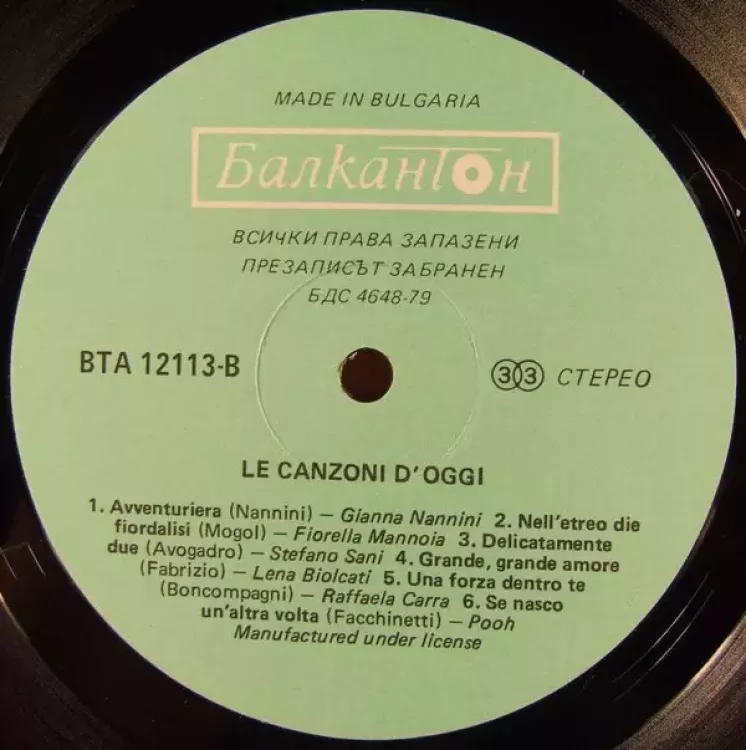 MADE IN BULGARIA
Балкантон
ВСИЧКИ ПРАВА ЗАПАЗЕНИ
ПРЕЗАПИСЪТ ЗАБРАНЕН
БДС 4648-79
ВТА 12113-В
33 СТЕРЕО
LE CANZONI D'OGGI
1. Avventuriera (Nannini) — Gianna Nannini 2. Nell'etreo die
fiordalisi (Mogol) — Fiorella Mannoia 3. Delicatamente
due (Avogadro) — Stefano Sani 4. Grande, grande amore
(Fabrizio) — Lena Biolcati 5. Una forza dentro te
(Boncompagni) — Raffaela Carra 6. Se nasco
un'altra volta (Facchinetti) — Pooh
Manufactured under license